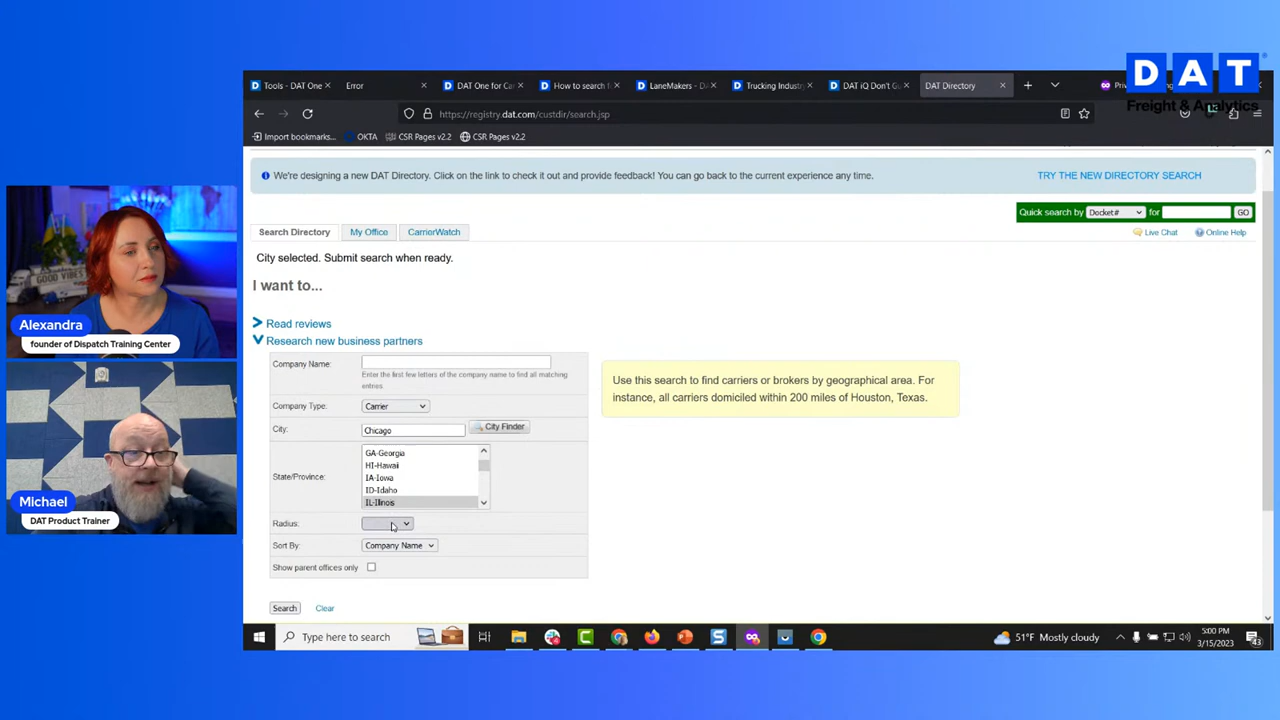 DAT
Freight & Analytics
Tools - DAT One
Error
DAT One for Ca
How to search f
LaneMakers - D
Trucking Industr
DAT iQ Don't Gu
DAT Directory
https://registry.dat.com/custdir/search.jsp
Import bookmarks...
OKTA
CSR Pages v2.2
CSR Pages v2.2
We're designing a new DAT Directory. Click on the link to check it out and provide feedback! You can go back to the current experience any time.
TRY THE NEW DIRECTORY SEARCH
Quick search by Docket# for GO
Search Directory
My Office
CarrierWatch
Live Chat
Online Help
City selected. Submit search when ready.
I want to...
Read reviews
Research new business partners
Company Name:
Enter the first few letters of the company name to find all matching
entries.
Company Type: Carrier
City: Chicago City Finder
State/Province:
GA-Georgia
HI-Hawaii
IA-Iowa
ID-Idaho
IL-Illinois
Radius:
Sort By: Company Name
Show parent offices only
Search Clear
Use this search to find carriers or brokers by geographical area. For
instance, all carriers domiciled within 200 miles of Houston, Texas.
GOOD VIBES
Alexandra
founder of Dispatch Training Center
Michael
DAT Product Trainer
Type here to search
51°F Mostly cloudy
5:00 PM
3/15/2023
43